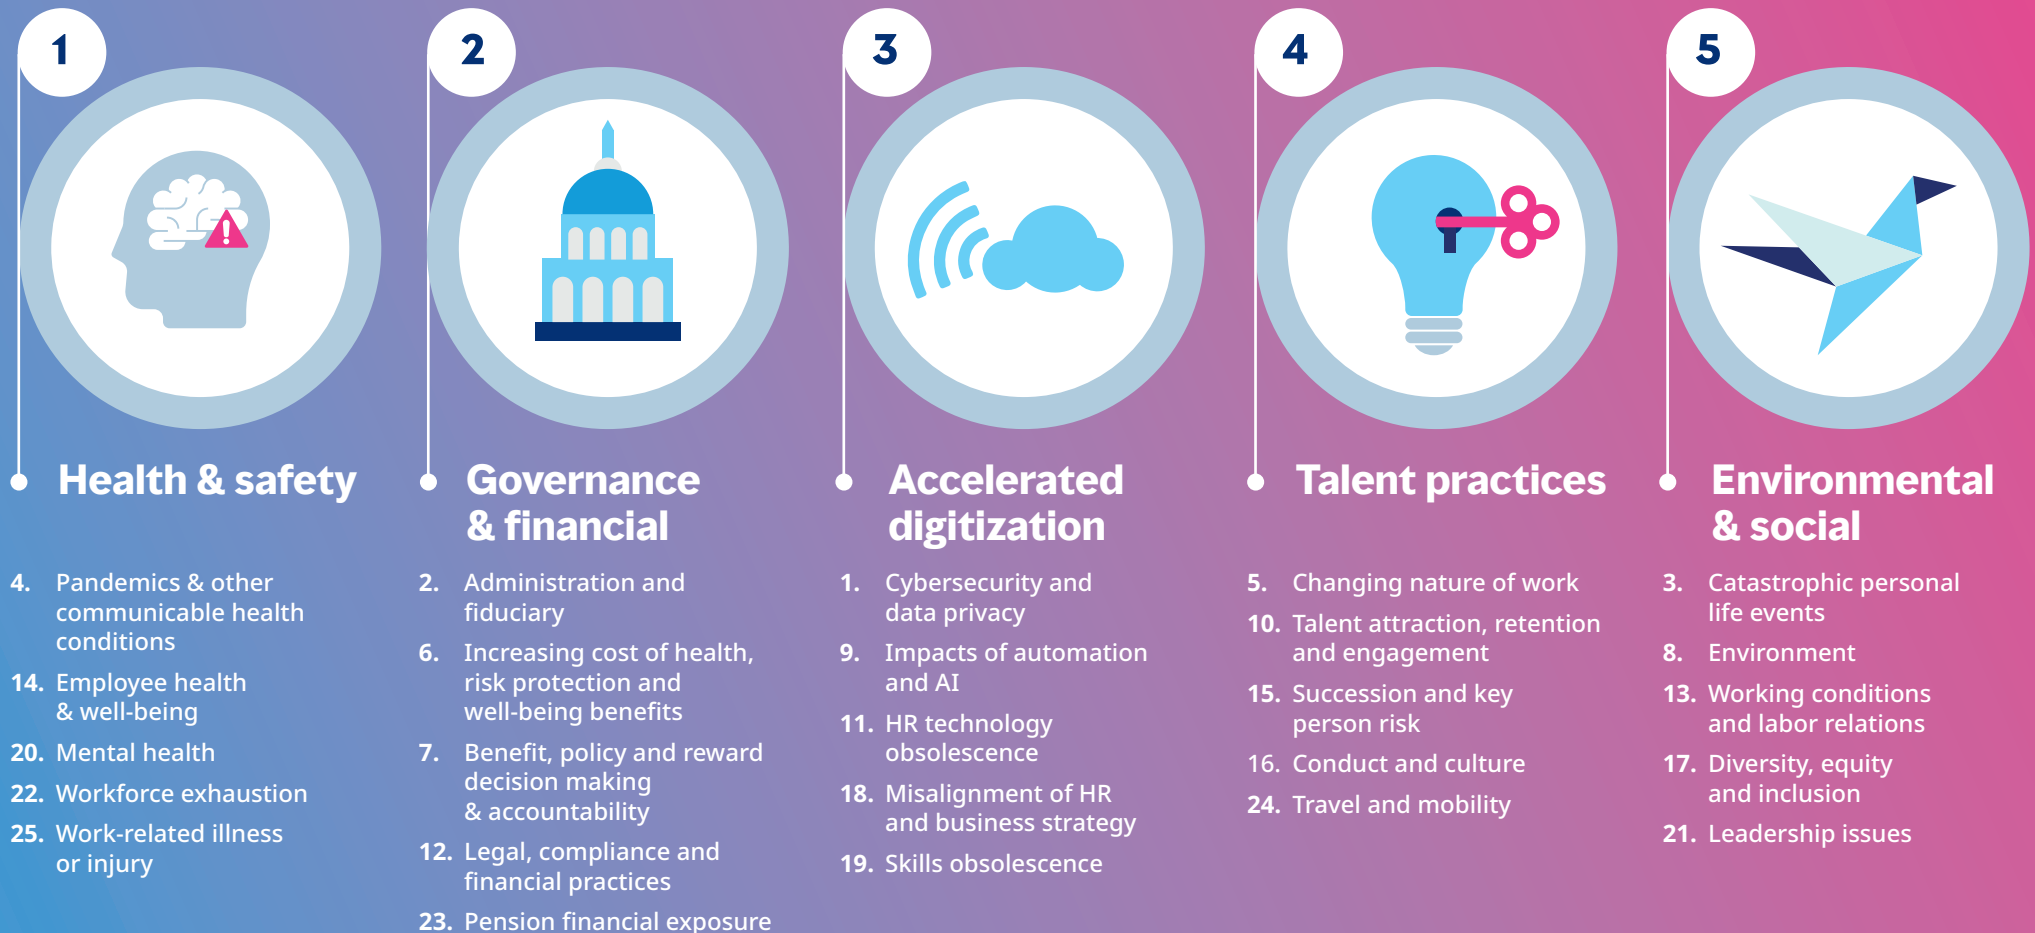 1
Health & safety
4. Pandemics & other
communicable health
conditions
14. Employee health
& well-being
20. Mental health
22. Workforce exhaustion
25. Work-related illness
or injury
2
Governance
& financial
2. Administration and
fiduciary
6. Increasing cost of health,
risk protection and
well-being benefits
7. Benefit, policy and reward
decision making
& accountability
12. Legal, compliance and
financial practices
23. Pension financial exposure
3
Accelerated
digitization
1. Cybersecurity and
data privacy
9. Impacts of automation
and AI
11. HR technology
obsolescence
18. Misalignment of HR
and business strategy
19. Skills obsolescence
4
Talent practices
5. Changing nature of work
10. Talent attraction, retention
and engagement
15. Succession and key
person risk
16. Conduct and culture
24. Travel and mobility
5
Environmental
& social
3. Catastrophic personal
life events
8. Environment
13. Working conditions
and labor relations
17. Diversity, equity
and inclusion
21. Leadership issues